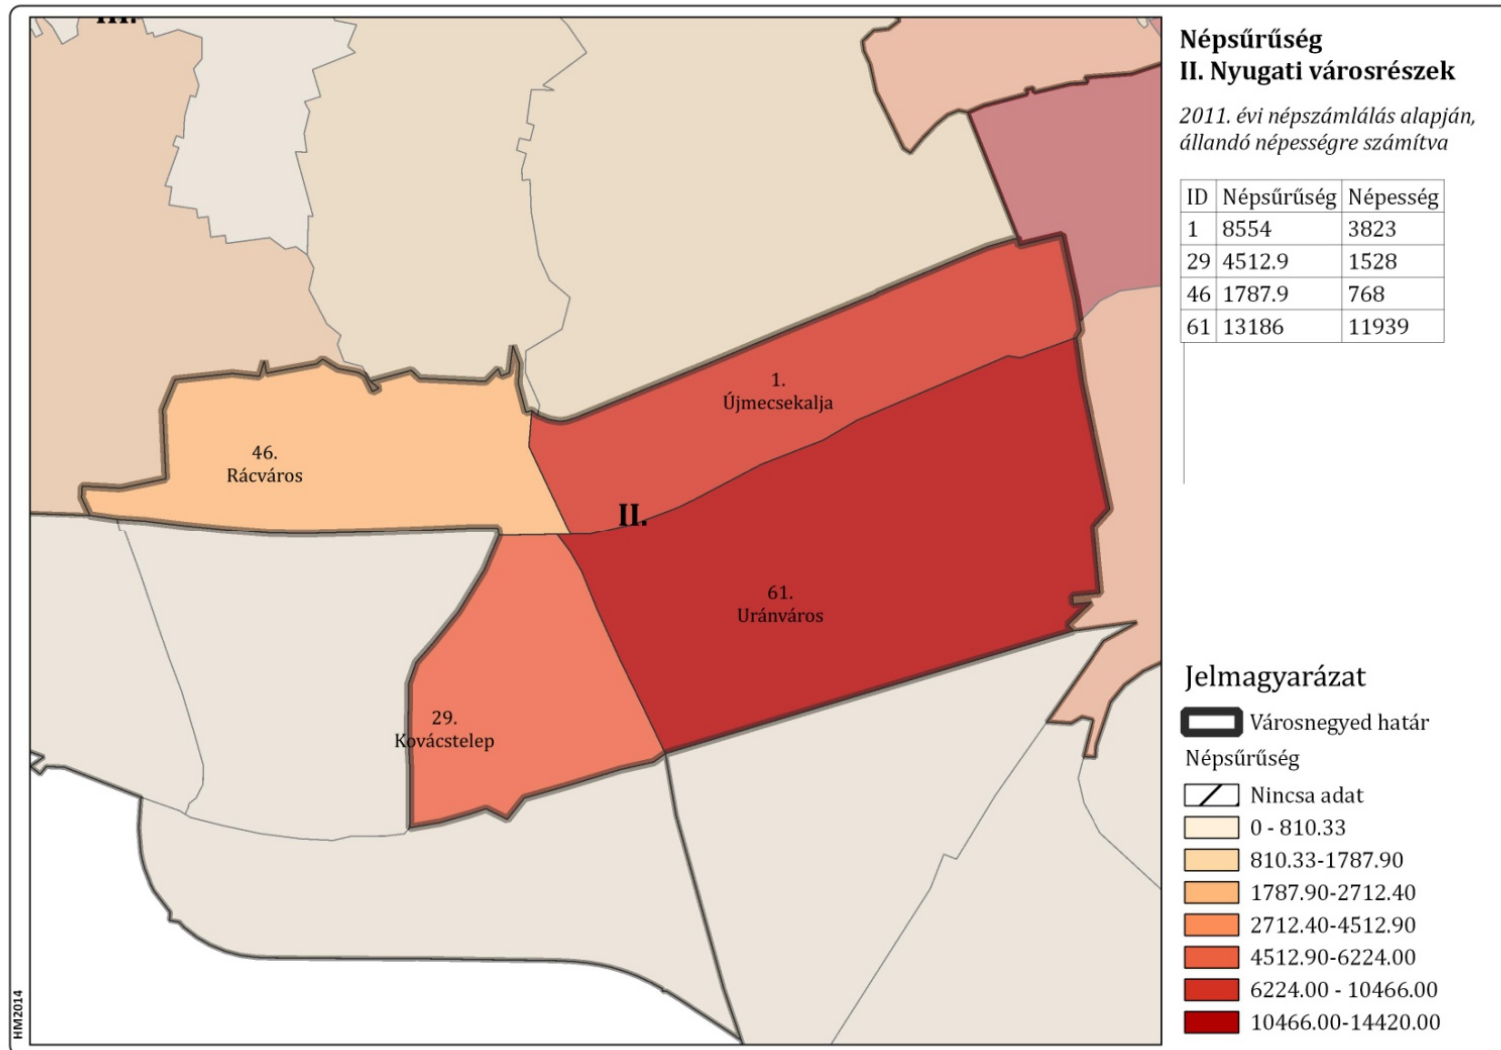 III.
Népsűrűség
II. Nyugati városrészek
2011. évi népszámlálás alapján,
állandó népességre számítva
ID Népsűrűség Népesség
1 8554 3823
29 4512.9 1528
46 1787.9 768
61 13186 11939
1.
Újmecsekalja
46.
Rácváros
II.
61.
Uránváros
29.
Kovácstelep
Jelmagyarázat
Városnegyed határ
Népsűrűség
Nincsa adat
0 - 810.33
810.33-1787.90
1787.90-2712.40
2712.40-4512.90
4512.90-6224.00
6224.00 - 10466.00
10466.00-14420.00
HM2014